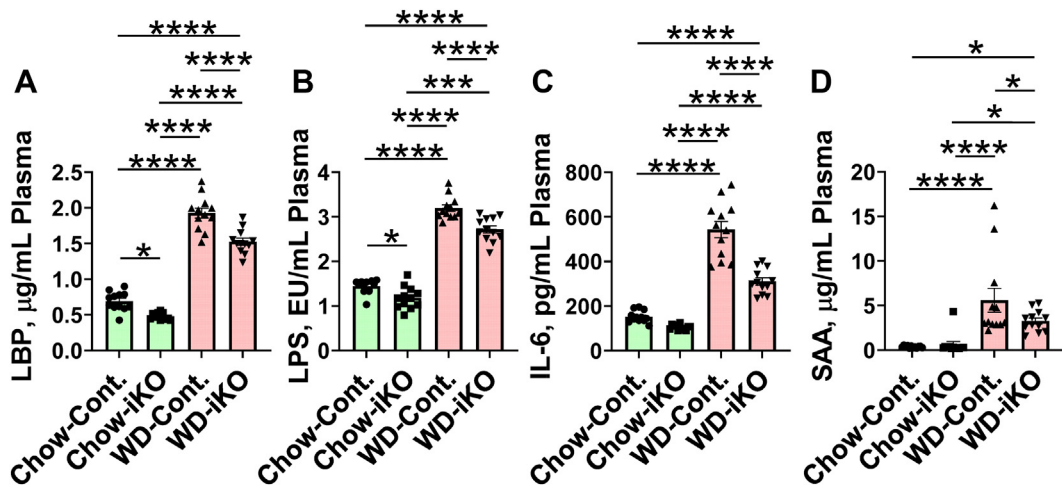 A
****
****
****
****
****
*
LBP, μg/mL Plasma
2.5
2.0
1.5
1.0
0.5
0.0
Chow-Cont.
Chow-iKO
WD-Cont.
WD-iKO
B
****
****
***
****
****
*
LPS, EU/mL Plasma
4
3
2
1
0
Chow-Cont.
Chow-iKO
WD-Cont.
WD-iKO
C
****
****
****
****
****
IL-6, pg/mL Plasma
800
600
400
200
0
Chow-Cont.
Chow-iKO
WD-Cont.
WD-iKO
D
*
*
*
****
****
SAA, μg/mL Plasma
20
15
10
5
0
Chow-Cont.
Chow-iKO
WD-Cont.
WD-iKO